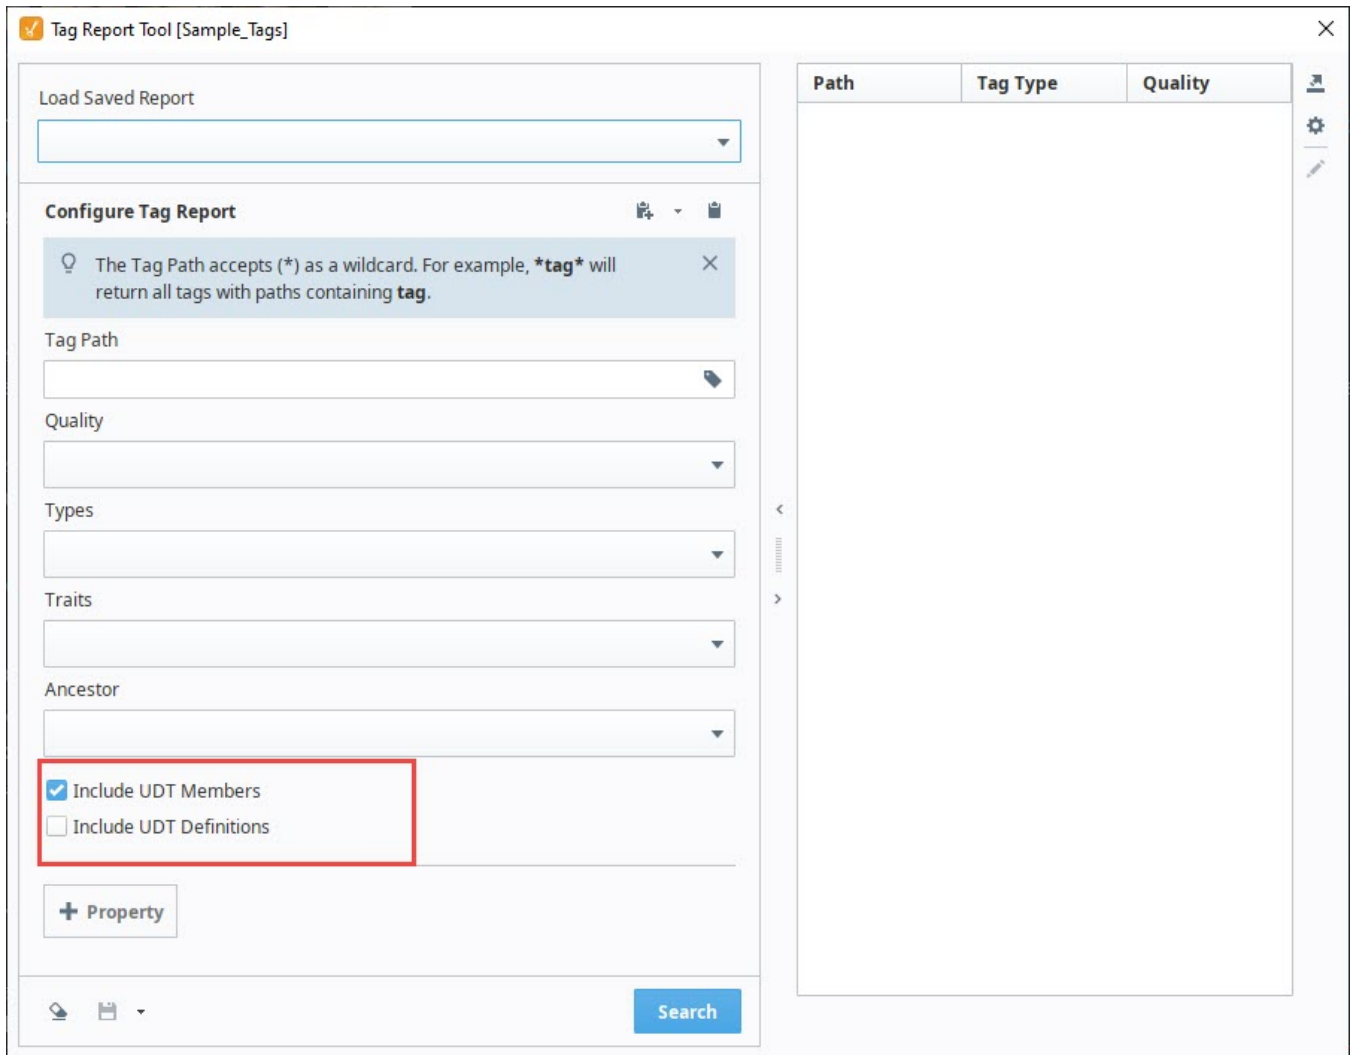 Tag Report Tool [Sample_Tags]
Load Saved Report
Configure Tag Report
The Tag Path accepts (*) as a wildcard. For example, *tag* will
return all tags with paths containing tag.
Tag Path
Quality
Types
Traits
Ancestor
Include UDT Members
Include UDT Definitions
Property
Search
Path Tag Type Quality